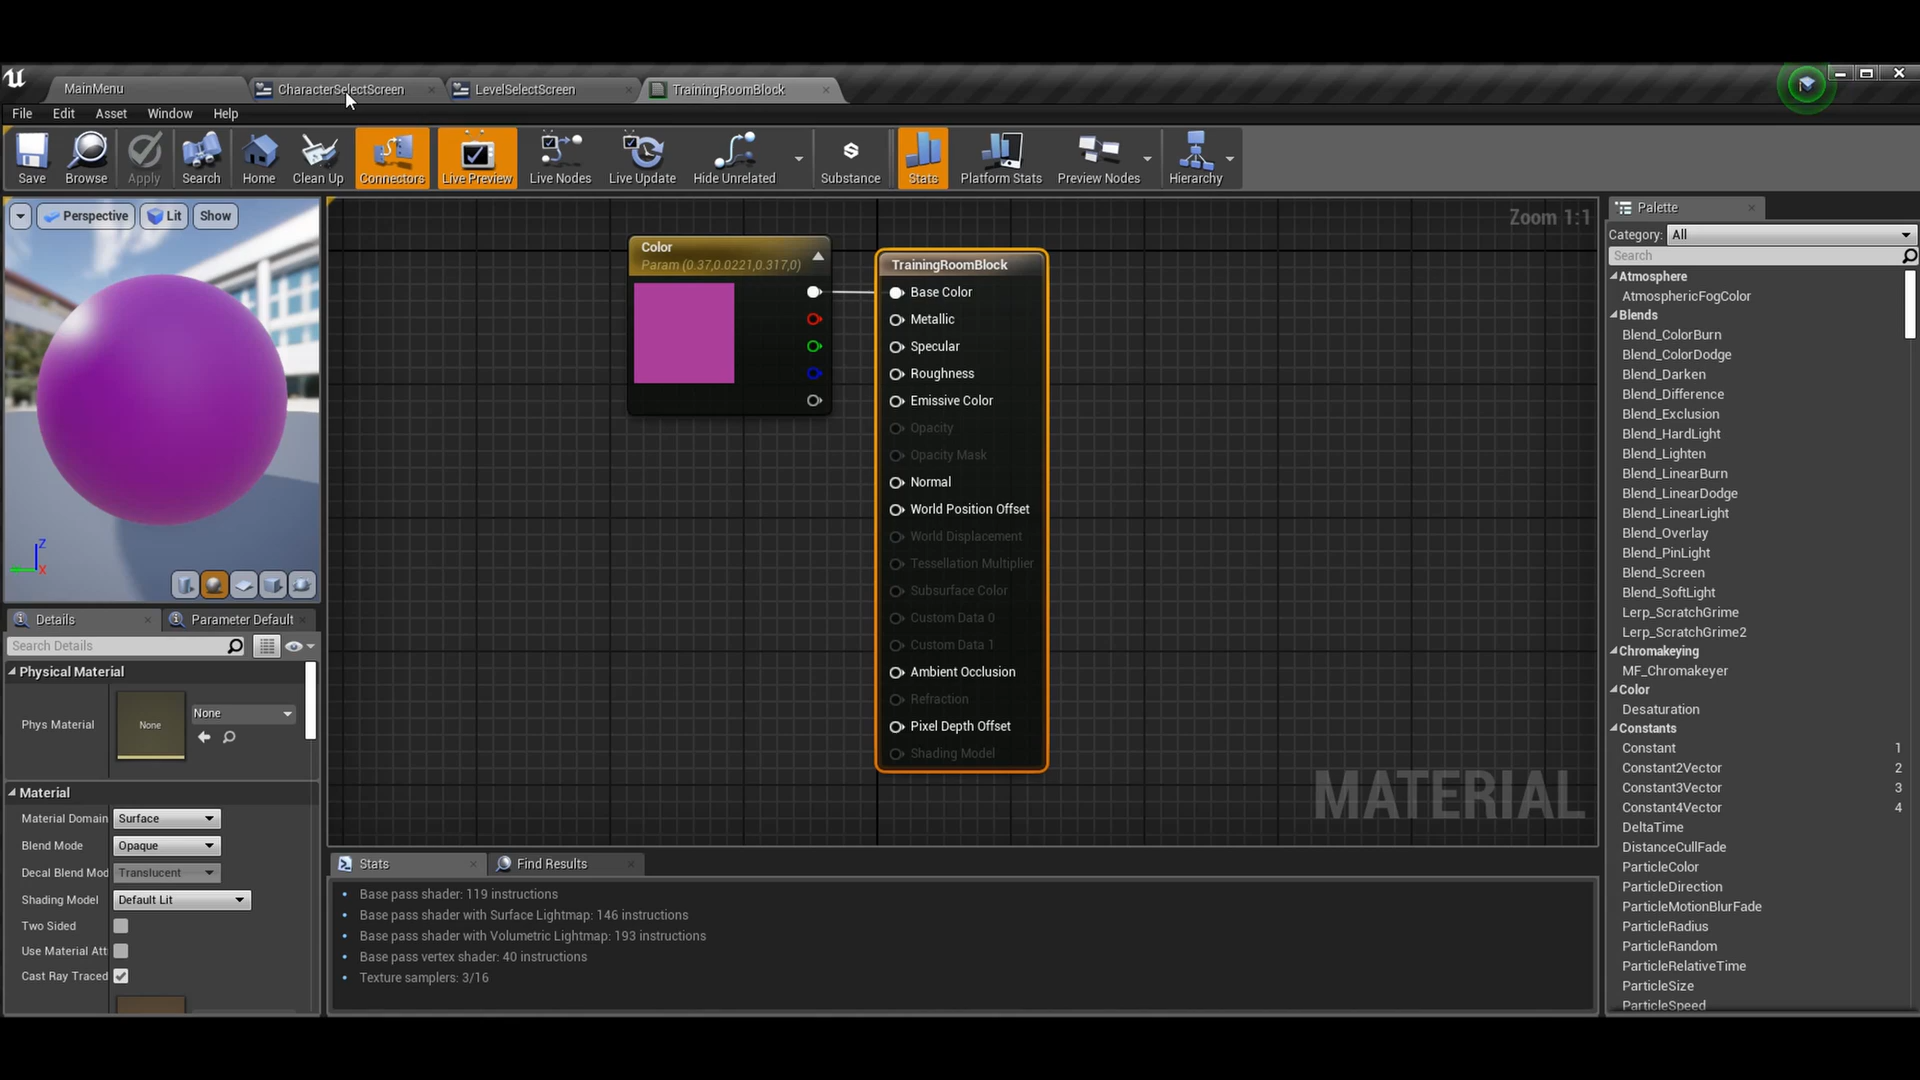 MainMenu
CharacterSelectScreen
LevelSelectScreen
TrainingRoomBlock
File
Edit
Asset
Window
Help
Save
Browse
Apply
Search
Home
Clean Up
Connectors
Live Preview
Live Nodes
Live Update
Hide Unrelated
Substance
Stats
Platform Stats
Preview Nodes
Hierarchy
Perspective
Lit
Show
Z
X
Details
Parameter Default
Search Details
Physical Material
Phys Material
None
None
Material
Material Domain
Surface
Blend Mode
Opaque
Decal Blend Mod
Translucent
Shading Model
Default Lit
Two Sided
Use Material Att
Cast Ray Traced
Zoom 1:1
Color
Param (0.37,0.0221,0.317,0)
TrainingRoomBlock
Base Color
Metallic
Specular
Roughness
Emissive Color
Opacity
Opacity Mask
Normal
World Position Offset
World Displacement
Tessellation Multiplier
Subsurface Color
Custom Data 0
Custom Data 1
Ambient Occlusion
Refraction
Pixel Depth Offset
Shading Model
MATERIAL
Stats
Find Results
Base pass shader: 119 instructions
Base pass shader with Surface Lightmap: 146 instructions
Base pass shader with Volumetric Lightmap: 193 instructions
Base pass vertex shader: 40 instructions
Texture samplers: 3/16
Palette
Category: All
Search
Atmosphere
AtmosphericFogColor
Blends
Blend_ColorBurn
Blend_ColorDodge
Blend_Darken
Blend_Difference
Blend_Exclusion
Blend_HardLight
Blend_Lighten
Blend_LinearBurn
Blend_LinearDodge
Blend_LinearLight
Blend_Overlay
Blend_PinLight
Blend_Screen
Blend_SoftLight
Lerp_ScratchGrime
Lerp_ScratchGrime2
Chromakeying
MF_Chromakeyer
Color
Desaturation
Constants
Constant 1
Constant2Vector 2
Constant3Vector 3
Constant4Vector 4
DeltaTime
DistanceCullFade
ParticleColor
ParticleDirection
ParticleMotionBlurFade
ParticleRadius
ParticleRandom
ParticleRelativeTime
ParticleSize
ParticleSpeed